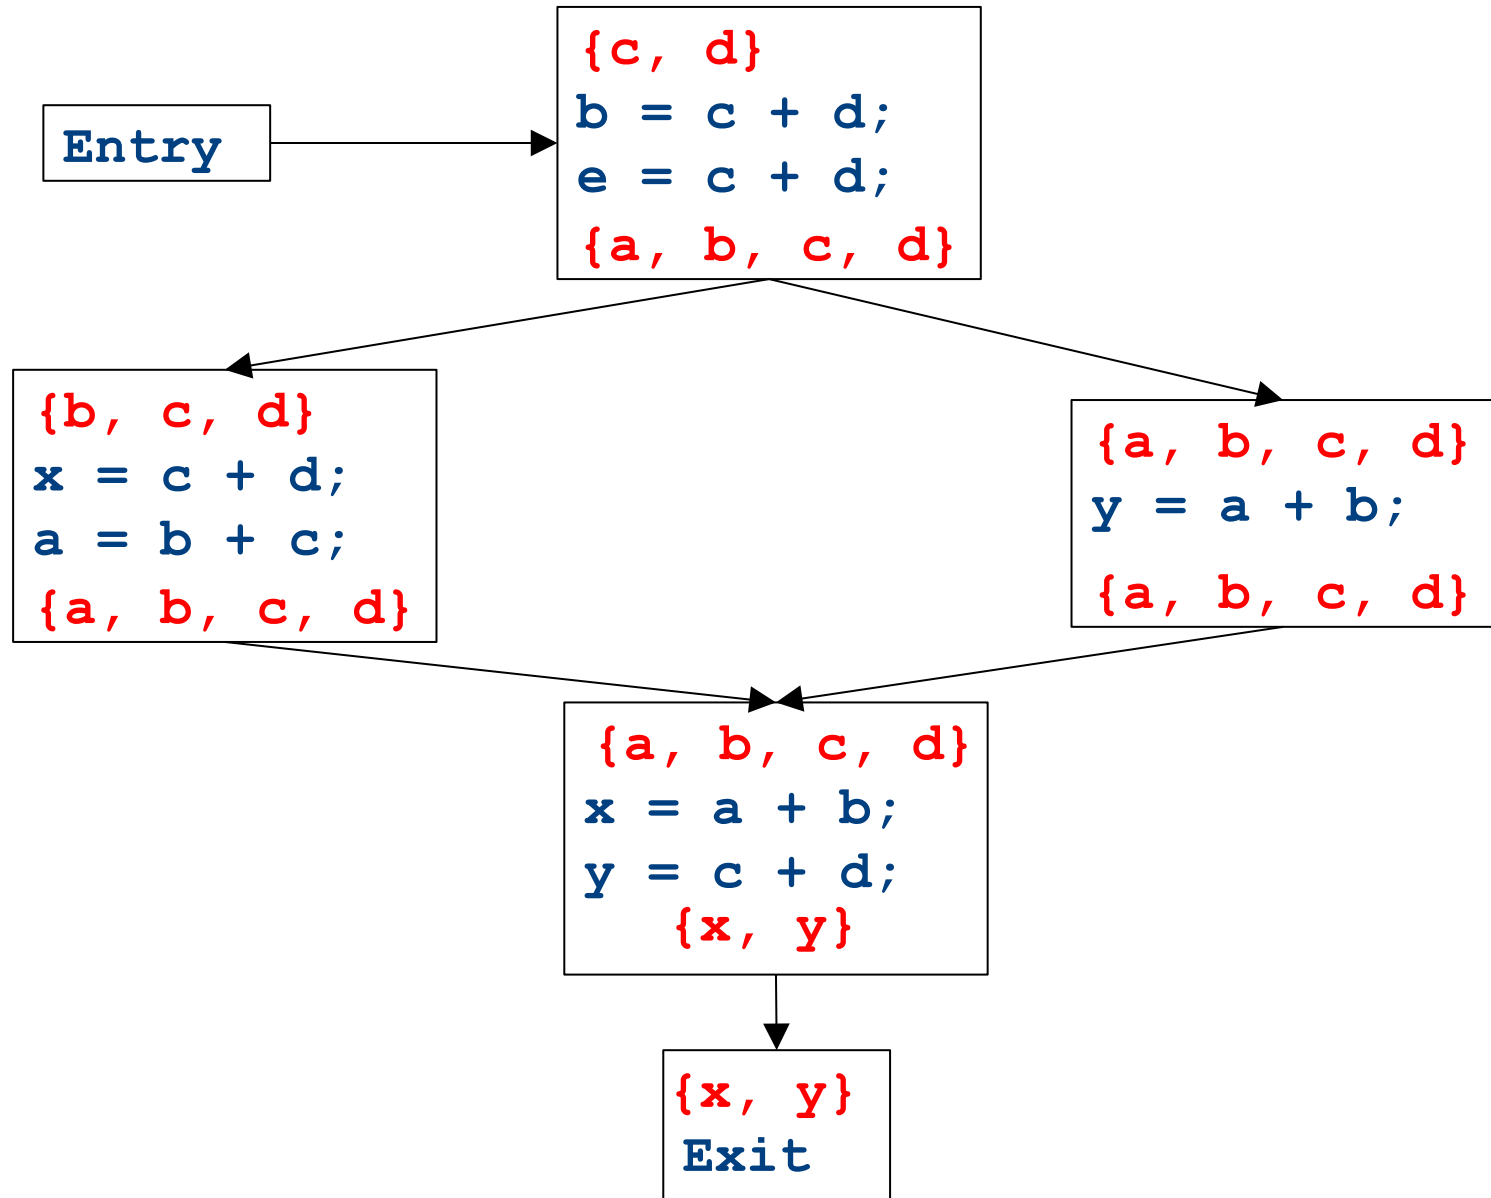 Entry
{c, d}
b = c + d;
e = c + d;
{a, b, c, d}
{b, c, d}
x = c + d;
a = b + c;
{a, b, c, d}
{a, b, c, d}
y = a + b;
{a, b, c, d}
{a, b, c, d}
x = a + b;
y = c + d;
{x, y}
{x, y}
Exit